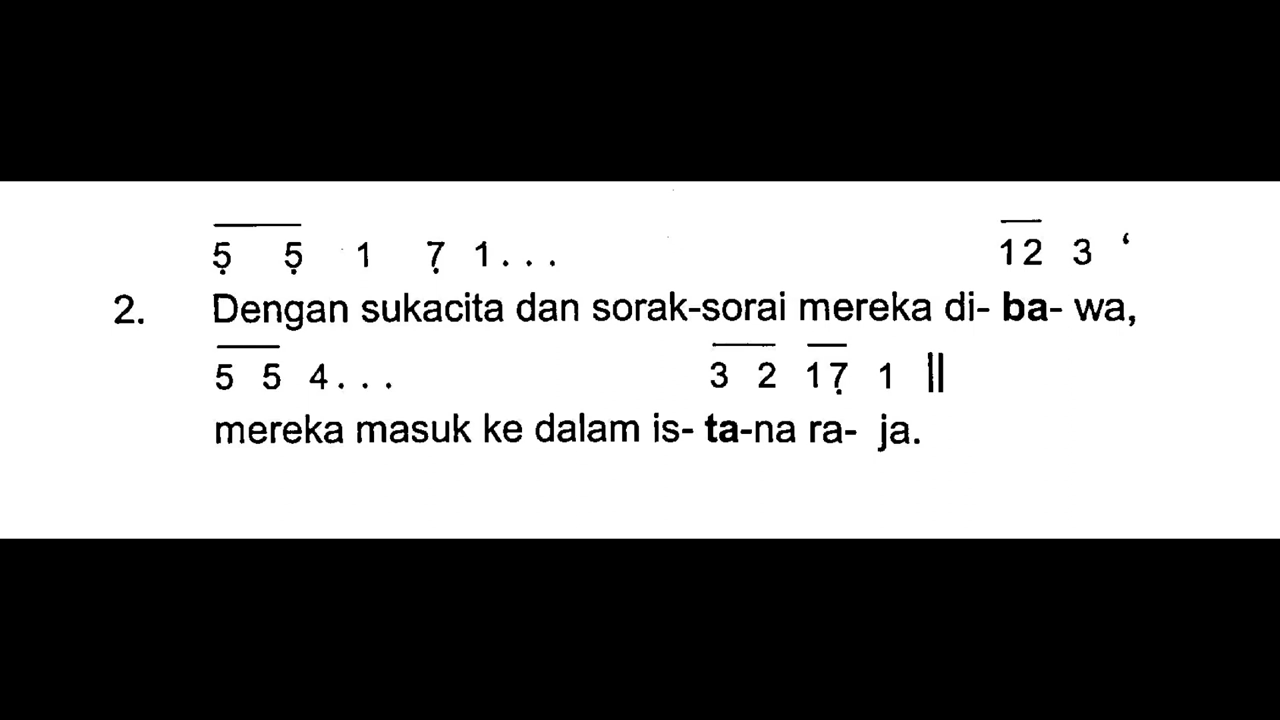 5̣ 5̣ 1 7̣ 1... 12 3 ‘
2. Dengan sukacita dan sorak-sorai mereka di- ba- wa,
5 5 4... 3 2 17̣ 1 ||
mereka masuk ke dalam is- ta-na ra- ja.